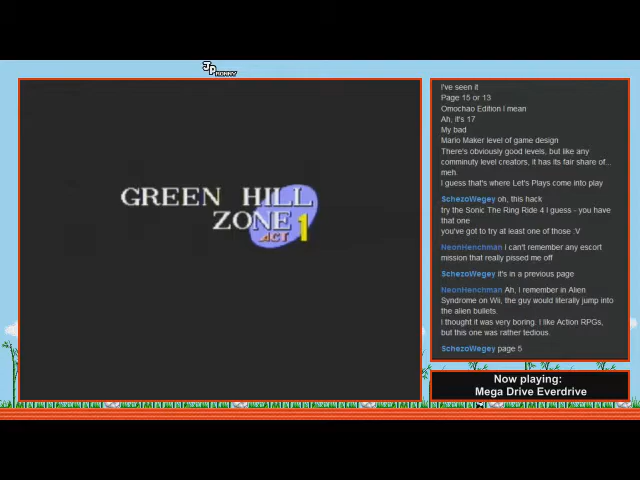 JP
RONNY
GREEN HILL
ZONE
ACT 1
I've seen it
Page 15 or 13
Omochao Edition I mean
Ah, it's 17
My bad
Mario Maker level of game design
There's obviously good levels, but like any
comminuty level creators, it has its fair share of...
meh.
I guess that's where Let's Plays come into play
SchezoWegey oh, this hack
try the Sonic The Ring Ride 4 I guess - you have
that one
you've got to try at least one of those :V
NeonHenchman I can't remember any escort
mission that really pissed me off
SchezoWegey it's in a previous page
NeonHenchman Ah, I remember in Alien
Syndrome on Wii, the guy would literally jump into
the alien bullets.
I thought it was very boring. I like Action RPGs,
but this one was rather tedious.
SchezoWegey page 5
Now playing:
Mega Drive Everdrive